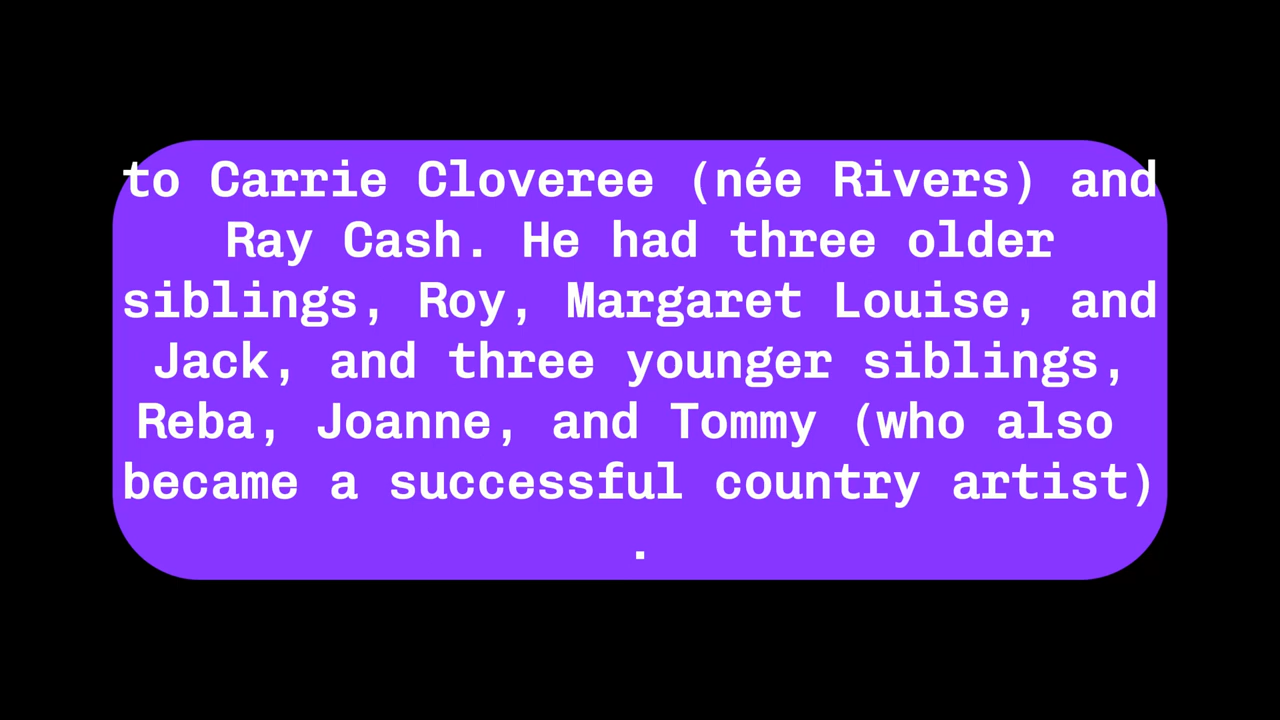 to Carrie Cloveree (née Rivers) and
Ray Cash. He had three older
siblings, Roy, Margaret Louise, and
Jack, and three younger siblings,
Reba, Joanne, and Tommy (who also
became a successful country artist)
.